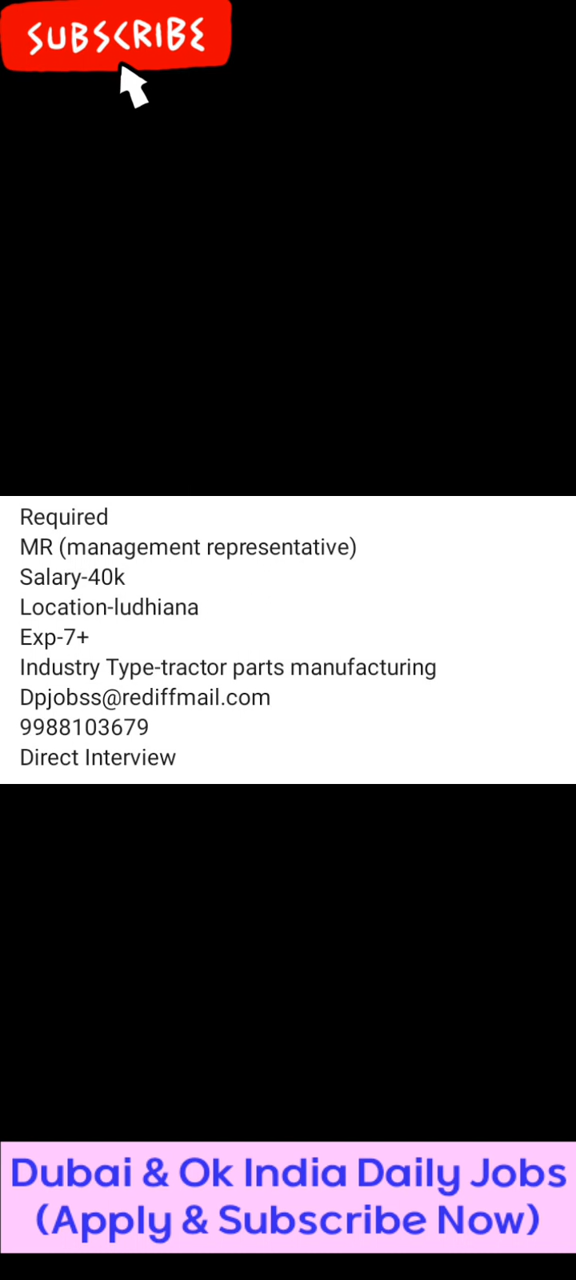 SUBSCRIBE
Required
MR (management representative)
Salary-40k
Location-ludhiana
Exp-7+
Industry Type-tractor parts manufacturing
Dpjobss@rediffmail.com
9988103679
Direct Interview
Dubai & Ok India Daily Jobs
(Apply & Subscribe Now)